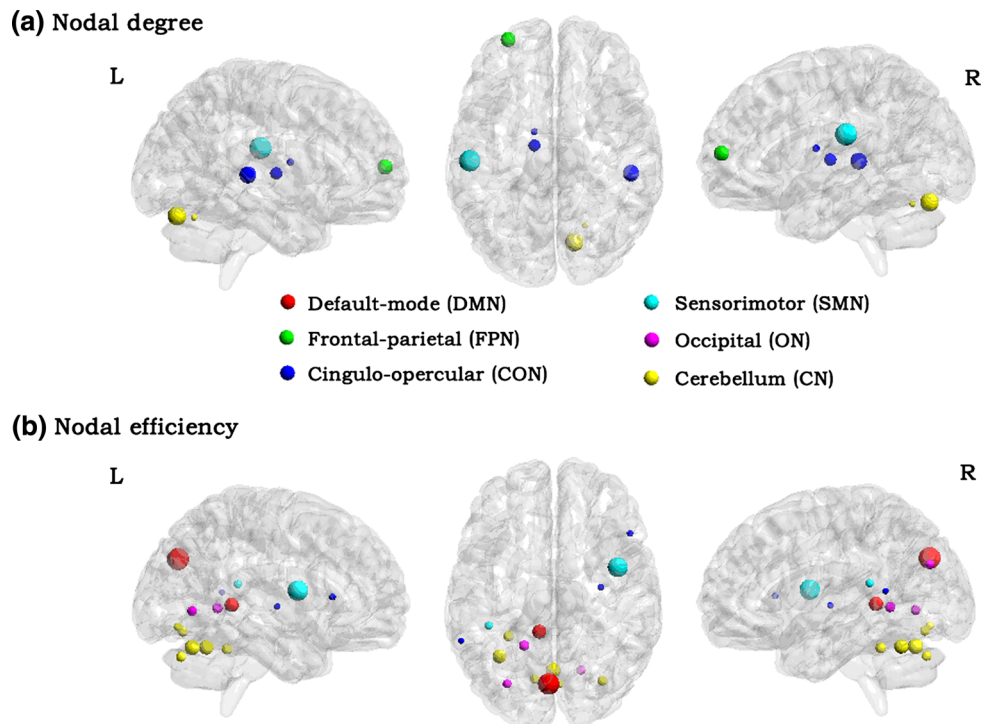 (a) Nodal degree
L
R
Default-mode (DMN)
Sensorimotor (SMN)
Frontal-parietal (FPN)
Occipital (ON)
Cingulo-opercular (CON)
Cerebellum (CN)
(b) Nodal efficiency
L
R